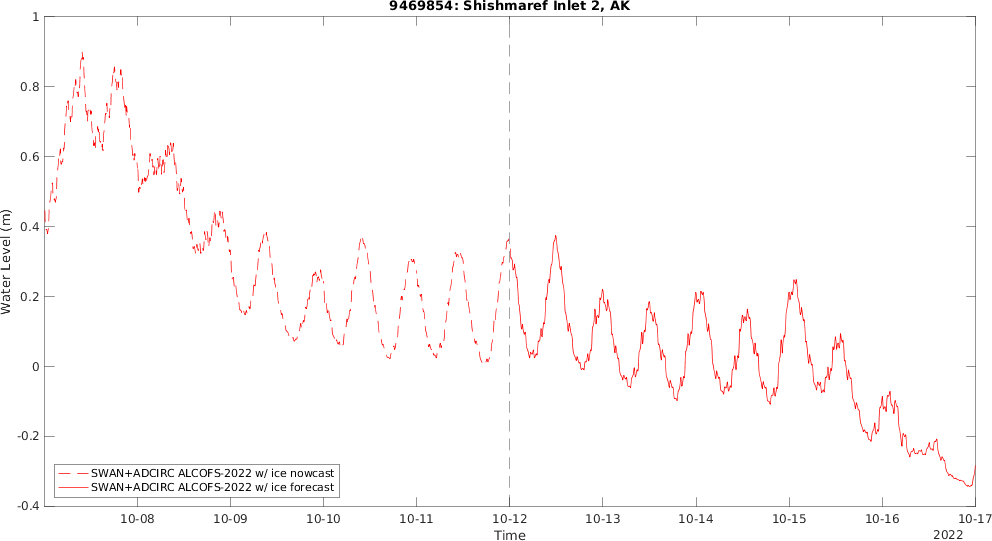 9469854: Shishmaref Inlet 2, AK
Water Level (m)
1
0.8
0.6
0.4
0.2
0
-0.2
-0.4
SWAN+ADCIRC ALCOFS-2022 w/ ice nowcast
SWAN+ADCIRC ALCOFS-2022 w/ ice forecast
10-08 10-09 10-10 10-11 10-12 10-13 10-14 10-15 10-16 10-17
Time
2022